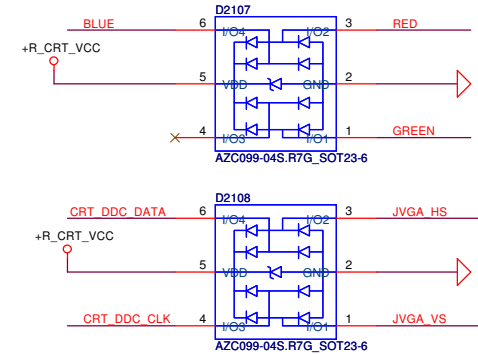 D2107
BLUE 6 I/O4 I/O2 3 RED
+R_CRT_VCC
5 VDD GND 2
4 I/O3 I/O1 1 GREEN
AZC099-04S.R7G_SOT23-6
D2108
CRT_DDC_DATA 6 I/O4 I/O2 3 JVGA_HS
+R_CRT_VCC
5 VDD GND 2
CRT_DDC_CLK 4 I/O3 I/O1 1 JVGA_VS
AZC099-04S.R7G_SOT23-6